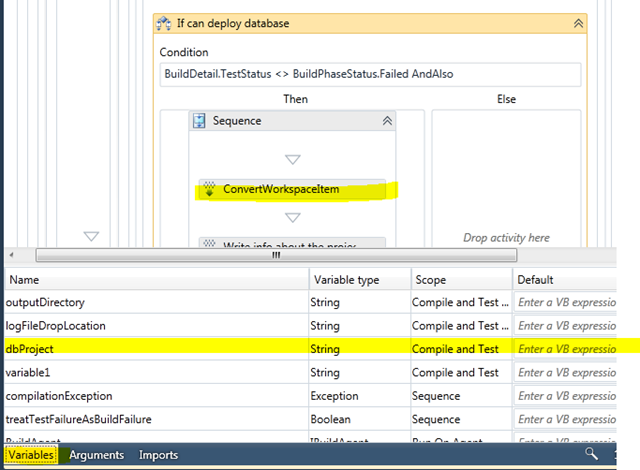 If can deploy database
Condition
BuildDetail.TestStatus <> BuildPhaseStatus.Failed AndAlso
Then Else
Sequence
ConvertWorkspaceItem
Write info about the
Drop activity here
Name Variable type Scope Default
outputDirectory String Compile and Test ... Enter a VB expressio
logFileDropLocation String Compile and Test ... Enter a VB expressio
dbProject String Compile and Test Enter a VB expressio
variable1 String Compile and Test Enter a VB expressio
compilationException Exception Sequence Enter a VB expressio
treatTestFailureAsBuildFailure Boolean Sequence Enter a VB expressio
BuildAgent IBuildAgent Run On Agent Enter a VB expressio
Variables Arguments Imports